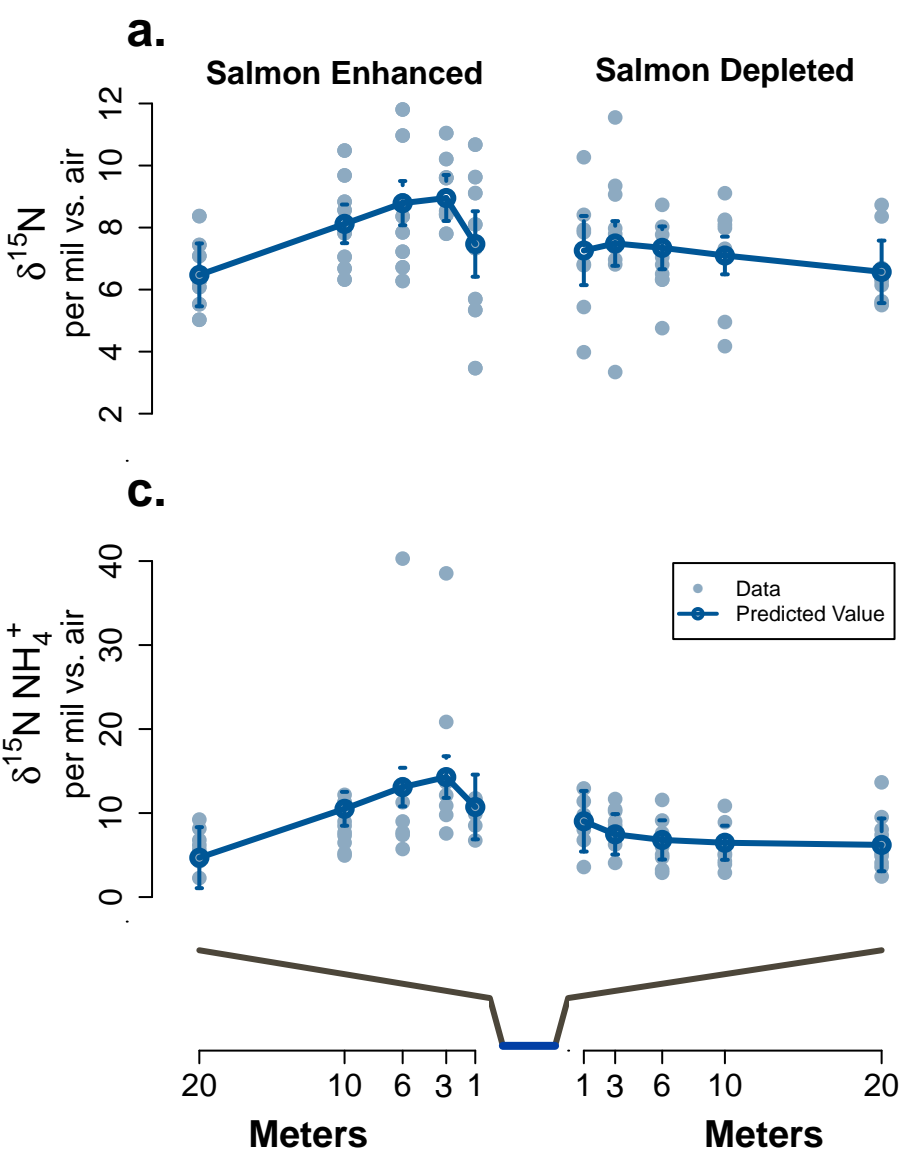 a.
Salmon Enhanced
Salmon Depleted
δ¹⁵N
per mil vs. air
12
10
8
6
4
2
c.
δ¹⁵N NH₄⁺
per mil vs. air
40
30
20
10
0
Data
Predicted Value
20 10 6 3 1
1 3 6 10 20
Meters
Meters